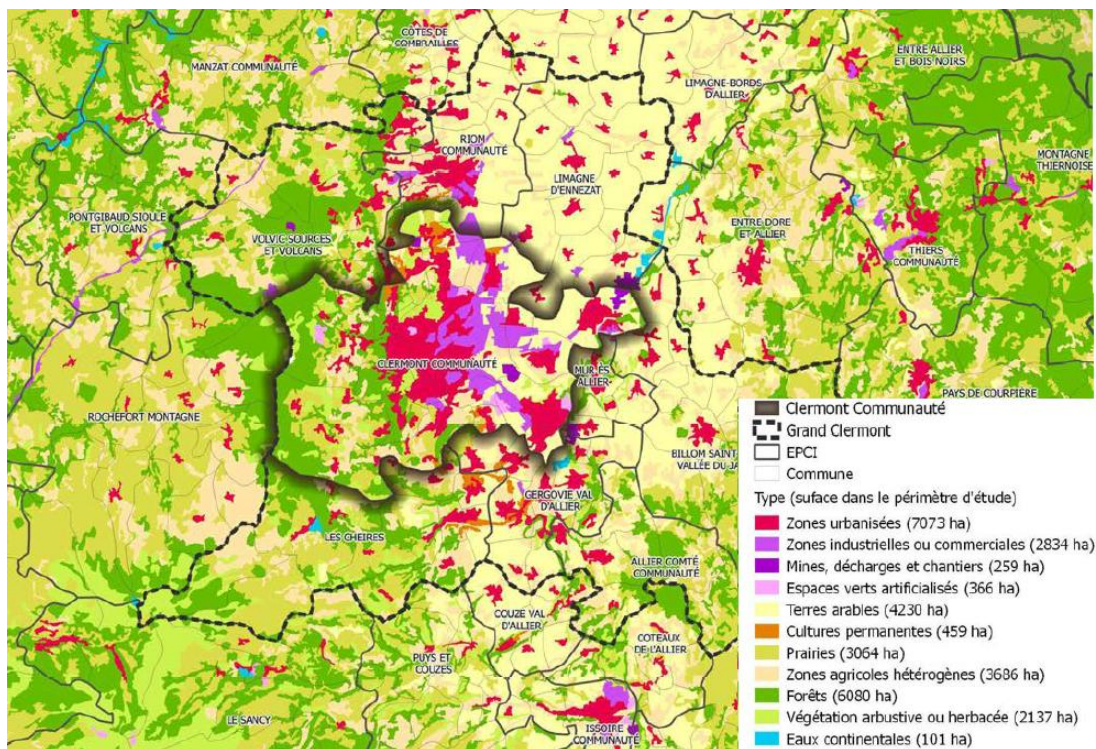 CÔTES DE
COMBRAILLES
MANZAT COMMUNAUTÉ
ENTRE ALLIER
ET BOIS NOIRS
LIMAGNE-BORDS
D'ALLIER
RIOM
COMMUNAUTÉ
LIMAGNE
D'ENNEZAT
MONTAGNE
THIERNOISE
PONTGIBAUD SIOULE
ET VOLCANS
VOLVIC SOURCES
ET VOLCANS
ENTRE DORE
ET ALLIER
THIERS
COMMUNAUTÉ
CLERMONT COMMUNAUTÉ
MUR ÈS
ALLIER
ROCHEFORT MONTAGNE
PAYS DE COURPIÈRE
BILLOM SAINT
VALLÉE DU JA
GERGOVIE VAL
D'ALLIER
LES CHEIRES
ALLIER COMTÉ
COMMUNAUTÉ
COUZE VAL
D'ALLIER
COTEAUX
DE L'ALLIER
PUYS ET
COUZES
LE SANCY
ISSOIRE
COMMUNAUTÉ
Clermont Communauté
Grand Clermont
EPCI
Commune
Type (suface dans le périmètre d'étude)
Zones urbanisées (7073 ha)
Zones industrielles ou commerciales (2834 ha)
Mines, décharges et chantiers (259 ha)
Espaces verts artificialisés (366 ha)
Terres arables (4230 ha)
Cultures permanentes (459 ha)
Prairies (3064 ha)
Zones agricoles hétérogènes (3686 ha)
Forêts (6080 ha)
Végétation arbustive ou herbacée (2137 ha)
Eaux continentales (101 ha)